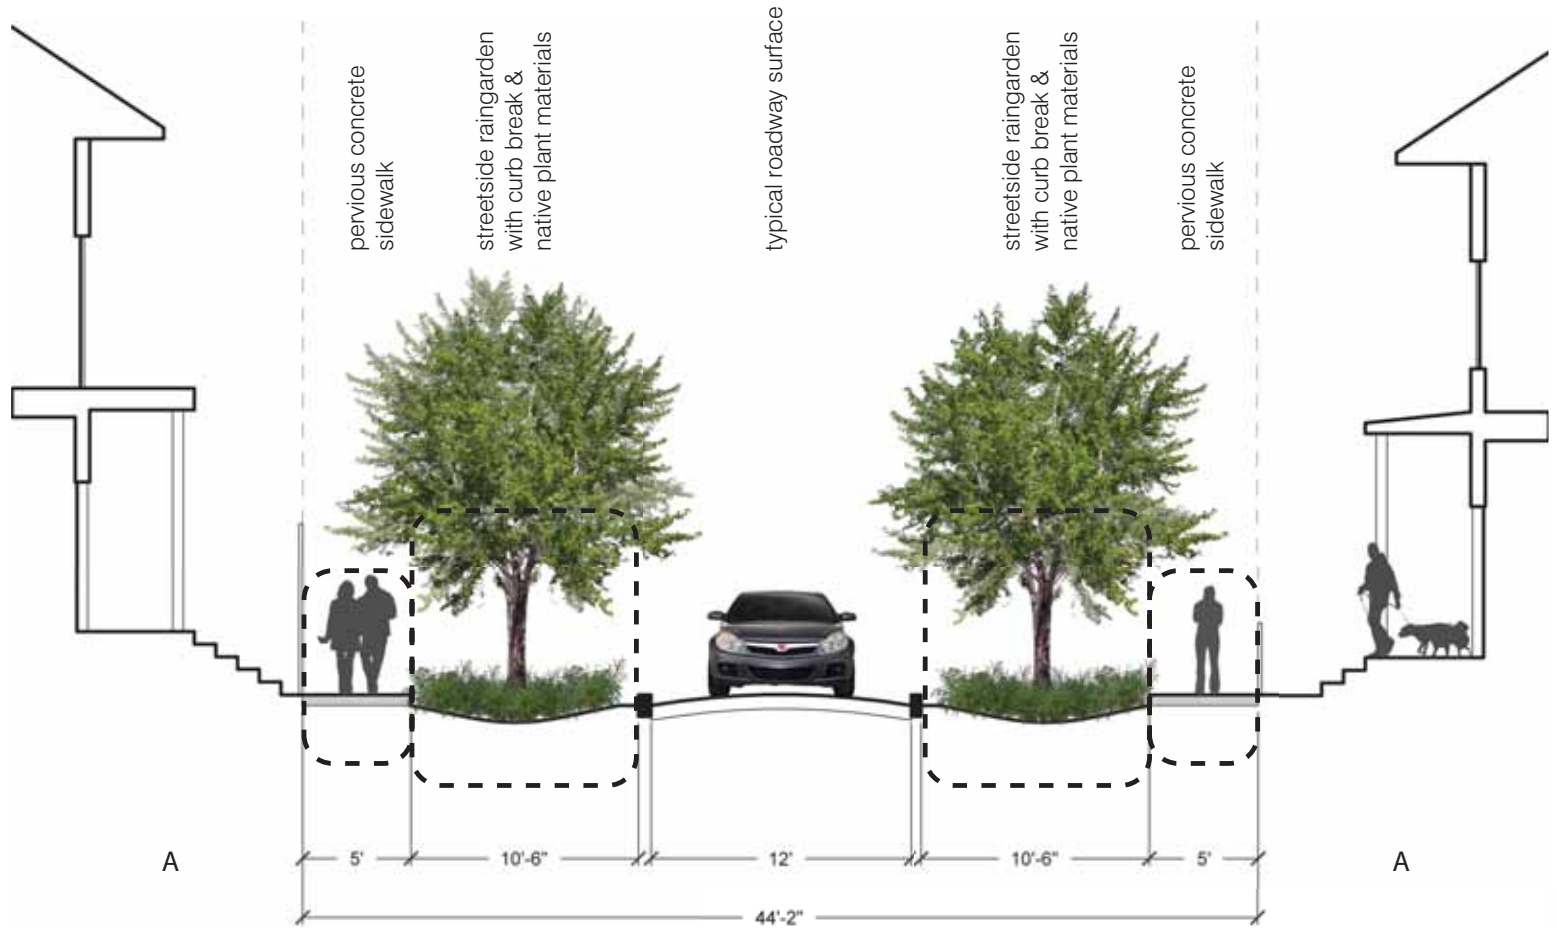 pervious concrete
sidewalk
streetside raingarden
with curb break &
native plant materials
typical roadway surface
streetside raingarden
with curb break &
native plant materials
pervious concrete
sidewalk
A
5'
10'-6"
12'
10'-6"
5'
A
44'-2"